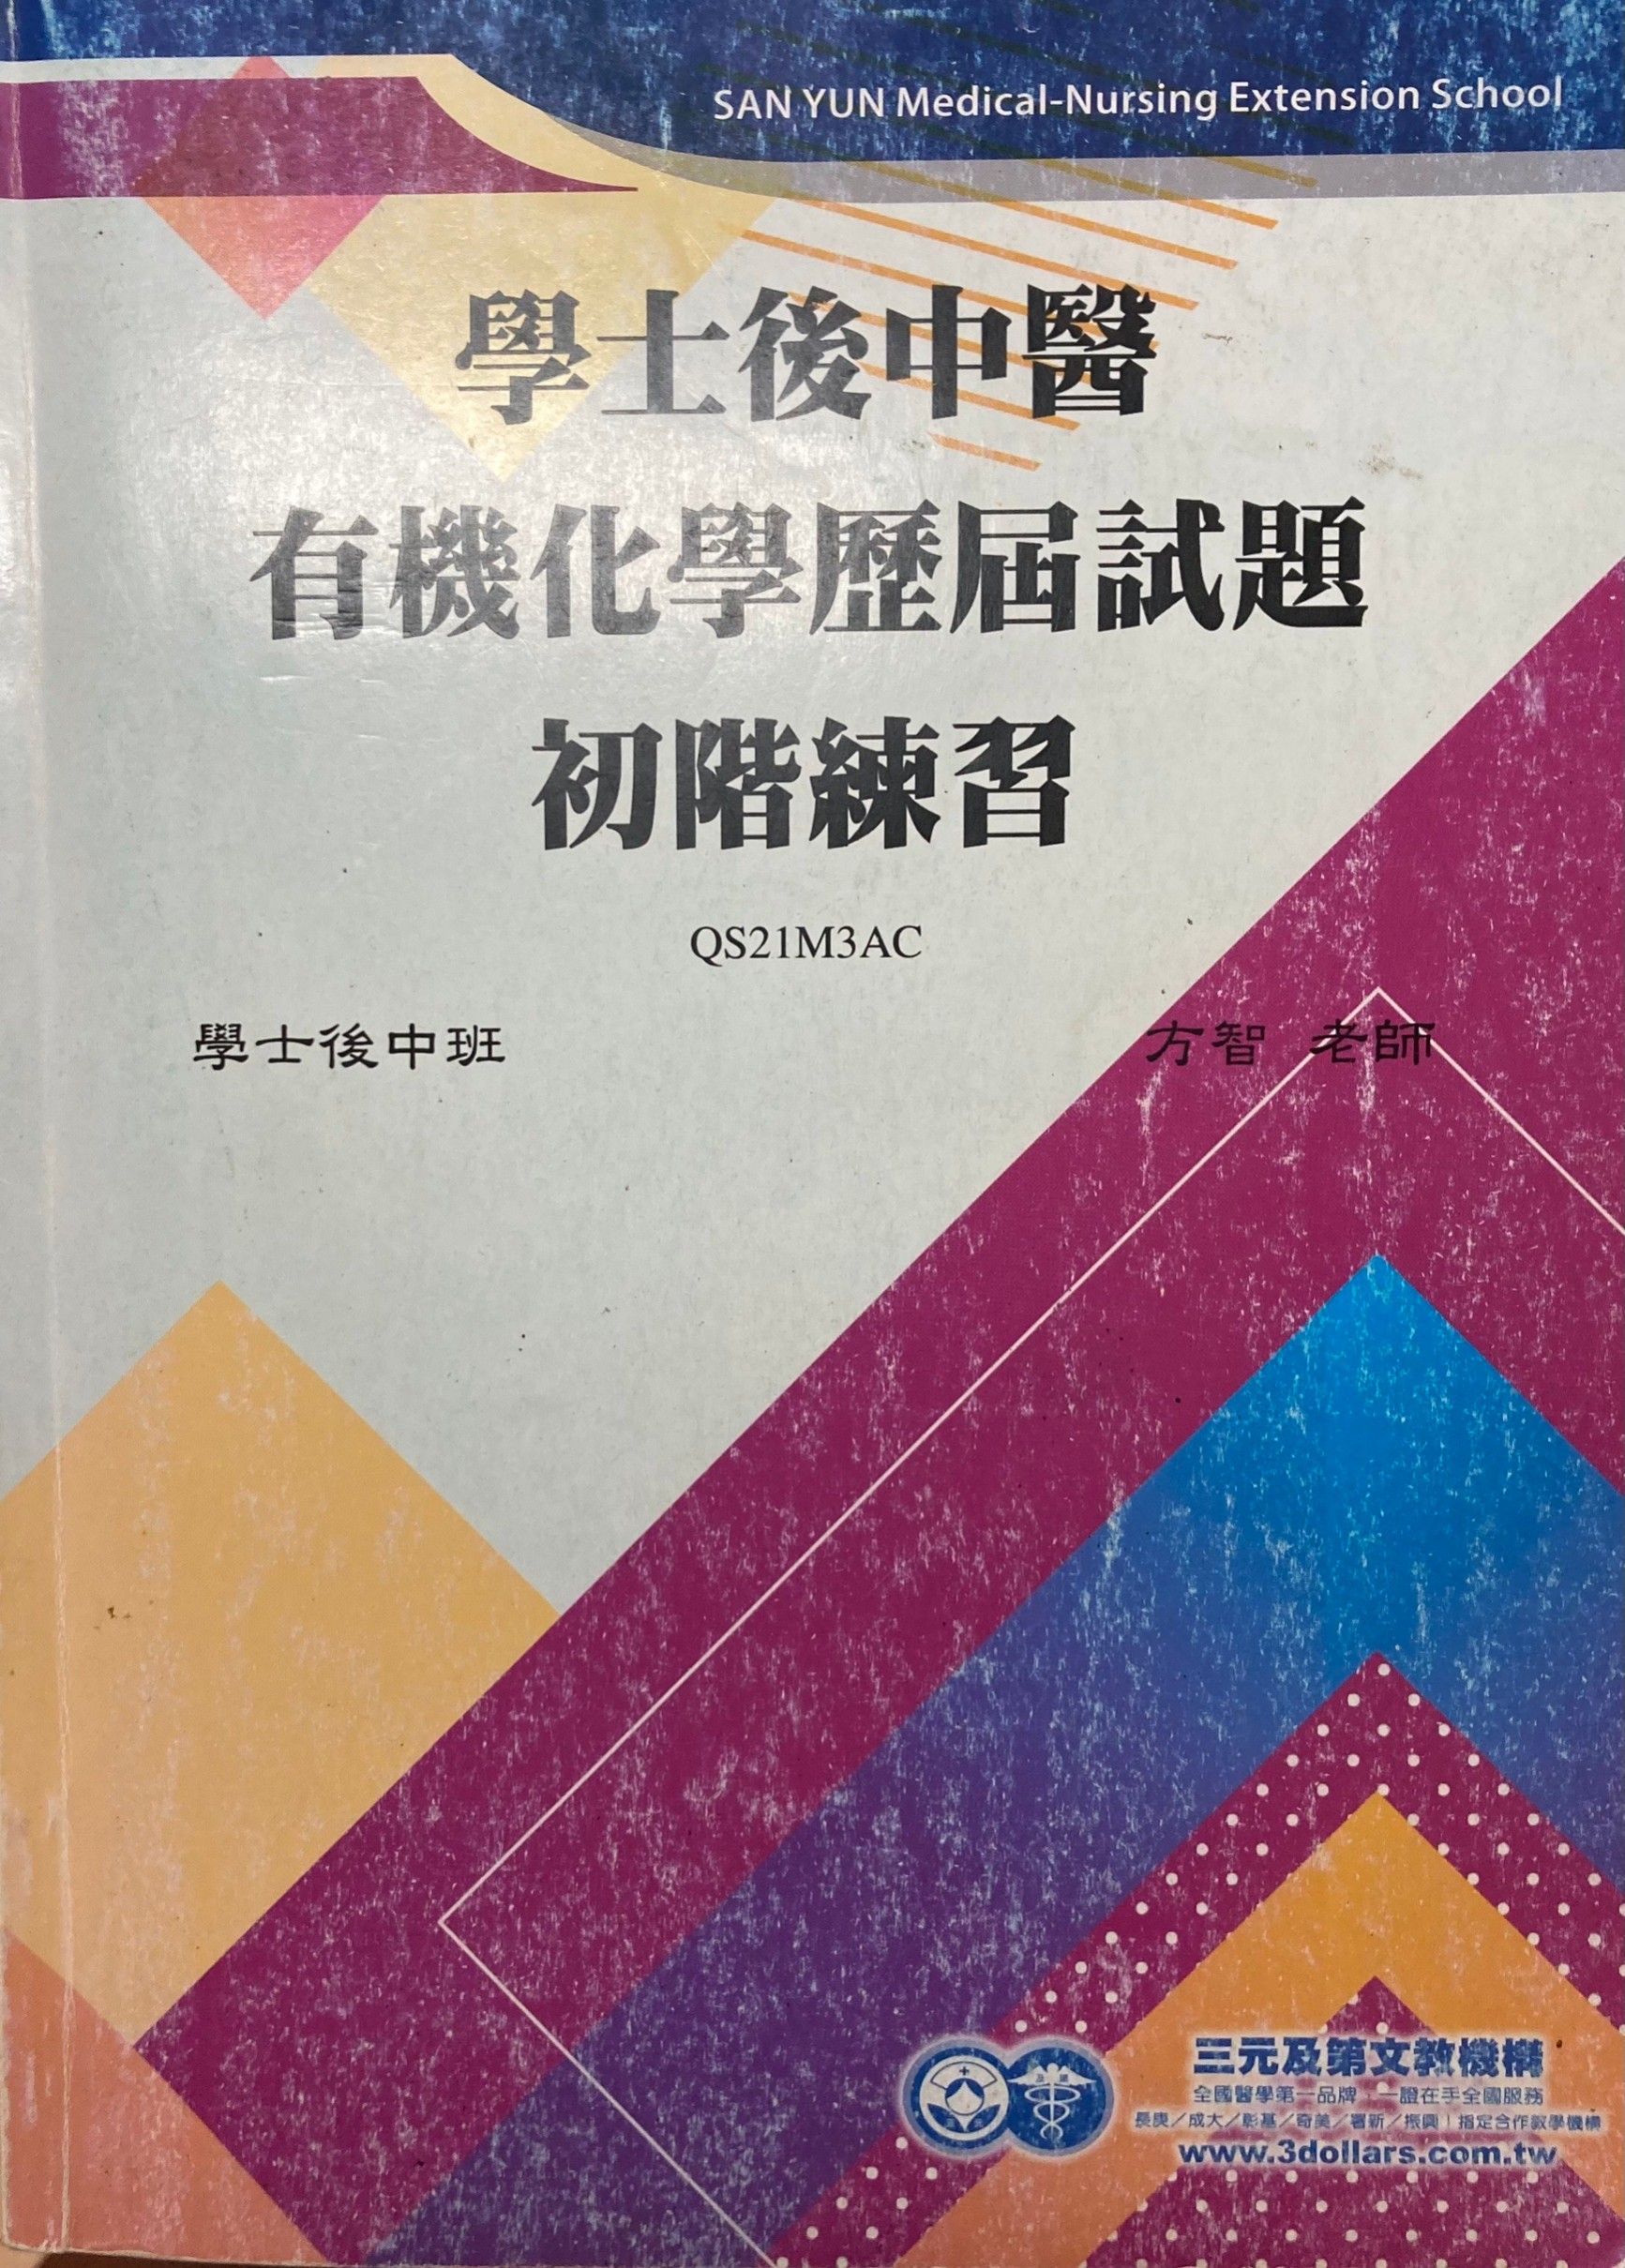 SAN YUN Medical-Nursing Extension School
學士後中醫
有機化學歷屆試題
初階練習
QS21M3AC
學士後中班
方智 老師
三元及第文教機構
全國醫學第一品牌，一證在手全國服務
長庚／成大／彰基／奇美／署新／振興｜指定合作教學機構
www.3dollars.com.tw